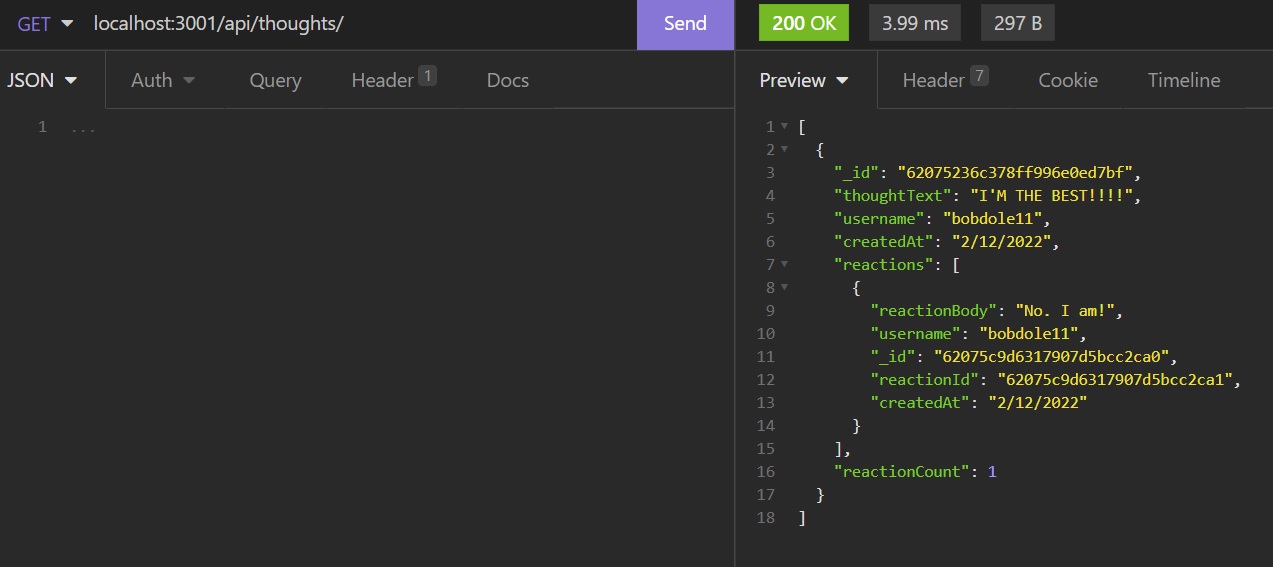 GET localhost:3001/api/thoughts/ Send 200 OK 3.99 ms 297 B
JSON Auth Query Header 1 Docs Preview Header 7 Cookie Timeline
1 ...
1 [
2 {
3 "_id": "62075236c378ff996e0ed7bf",
4 "thoughtText": "I'M THE BEST!!!!",
5 "username": "bobdole11",
6 "createdAt": "2/12/2022",
7 "reactions": [
8 {
9 "reactionBody": "No. I am!",
10 "username": "bobdole11",
11 "_id": "62075c9d6317907d5bcc2ca0",
12 "reactionId": "62075c9d6317907d5bcc2ca1",
13 "createdAt": "2/12/2022"
14 }
15 ],
16 "reactionCount": 1
17 }
18 ]